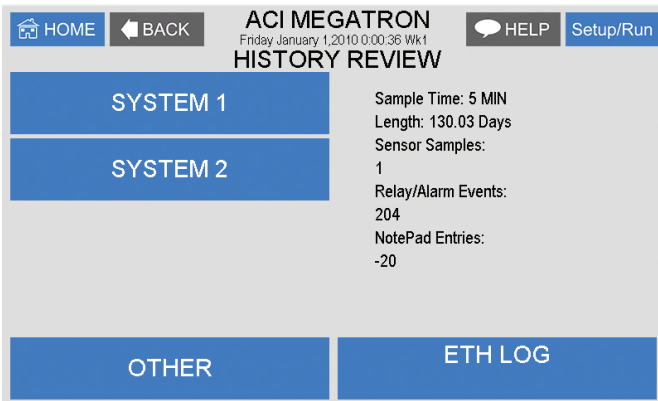 HOME
BACK
ACI MEGATRON
Friday January 1,2010 0:00:36 Wk1
HISTORY REVIEW
HELP
Setup/Run
SYSTEM 1
SYSTEM 2
Sample Time: 5 MIN
Length: 130.03 Days
Sensor Samples:
1
Relay/Alarm Events:
204
NotePad Entries:
-20
OTHER
ETH LOG